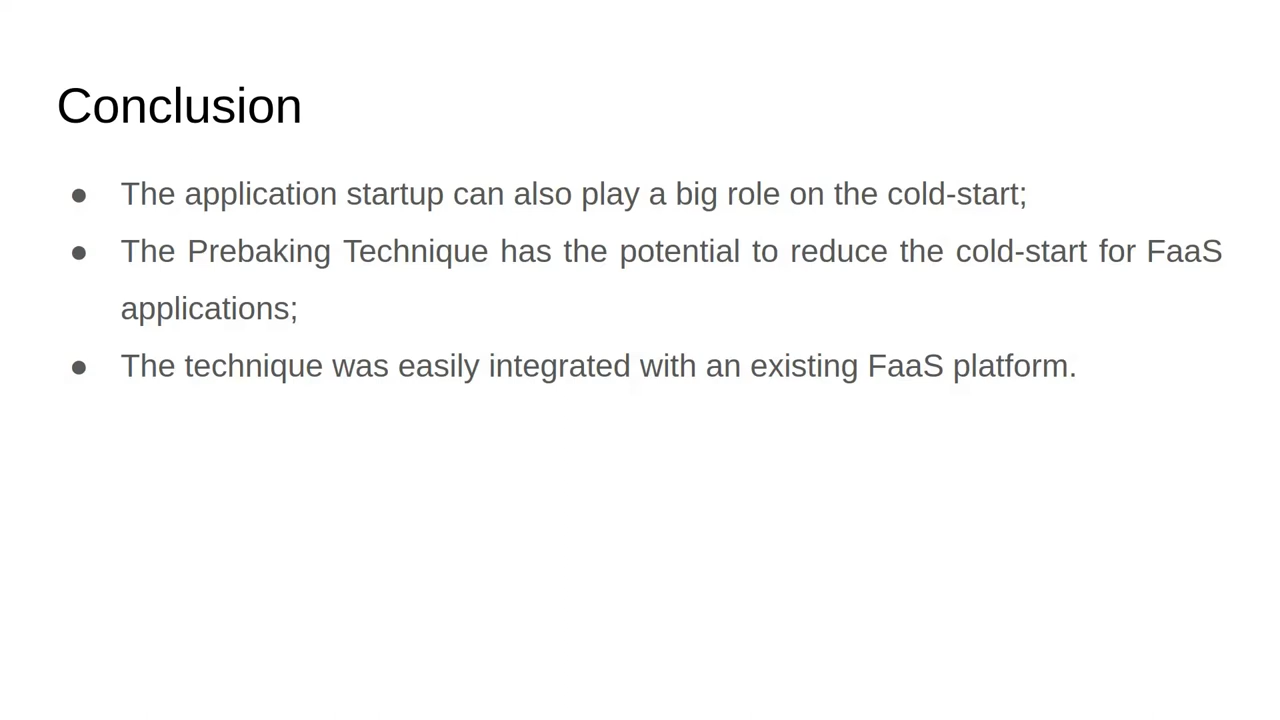 Conclusion
● The application startup can also play a big role on the cold-start;
● The Prebaking Technique has the potential to reduce the cold-start for FaaS
applications;
● The technique was easily integrated with an existing FaaS platform.